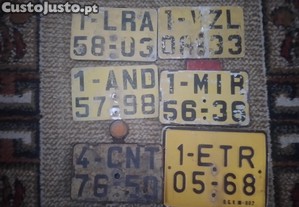 CustoJusto.pt
1-LRA
58-03
1-VZL
33
1-AND
57-98
1-MIR
56-36
4-CNT
76-50
1-ETR
05-68